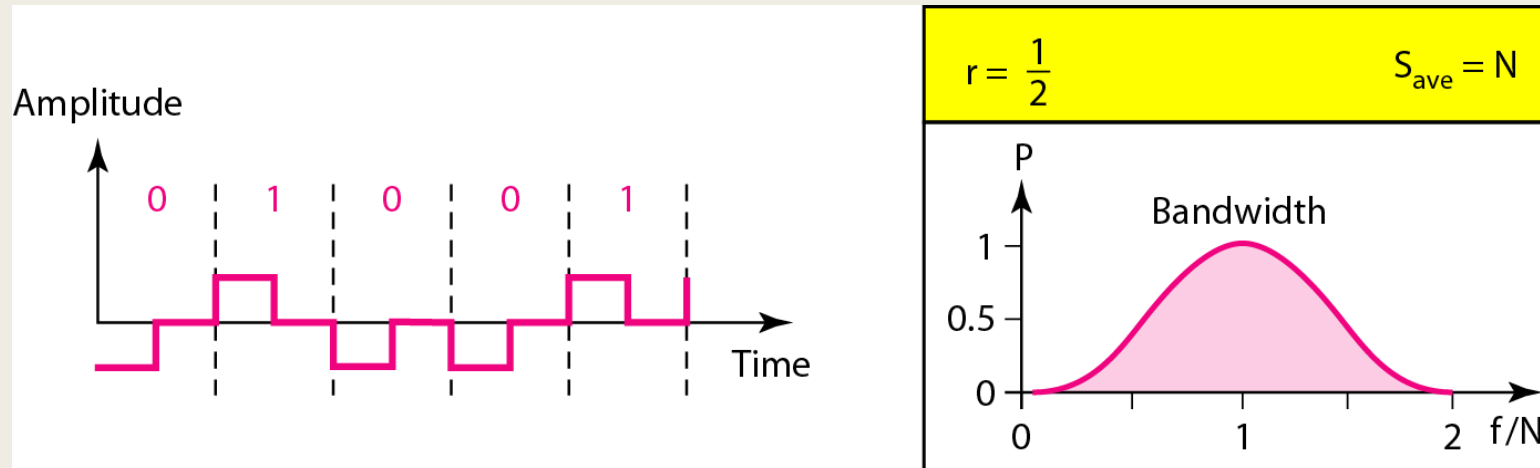 Amplitude
0 1 0 0 1
Time
r = 1/2
S_ave = N
P
Bandwidth
1
0.5
0
0 1 2 f/N